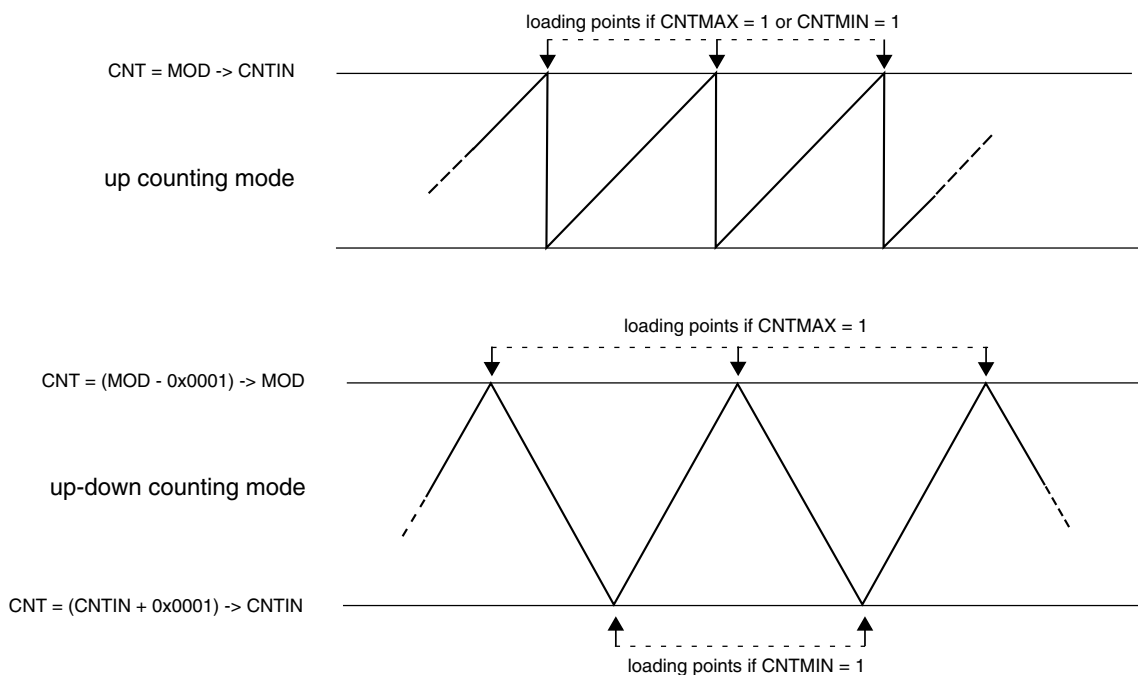 loading points if CNTMAX = 1 or CNTMIN = 1
CNT = MOD -> CNTIN
up counting mode
loading points if CNTMAX = 1
CNT = (MOD - 0x0001) -> MOD
up-down counting mode
CNT = (CNTIN + 0x0001) -> CNTIN
loading points if CNTMIN = 1